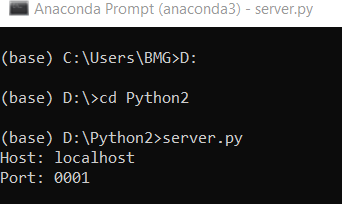 Anaconda Prompt (anaconda3) - server.py
(base) C:\Users\BMG>D:
(base) D:\>cd Python2
(base) D:\Python2>server.py
Host: localhost
Port: 0001